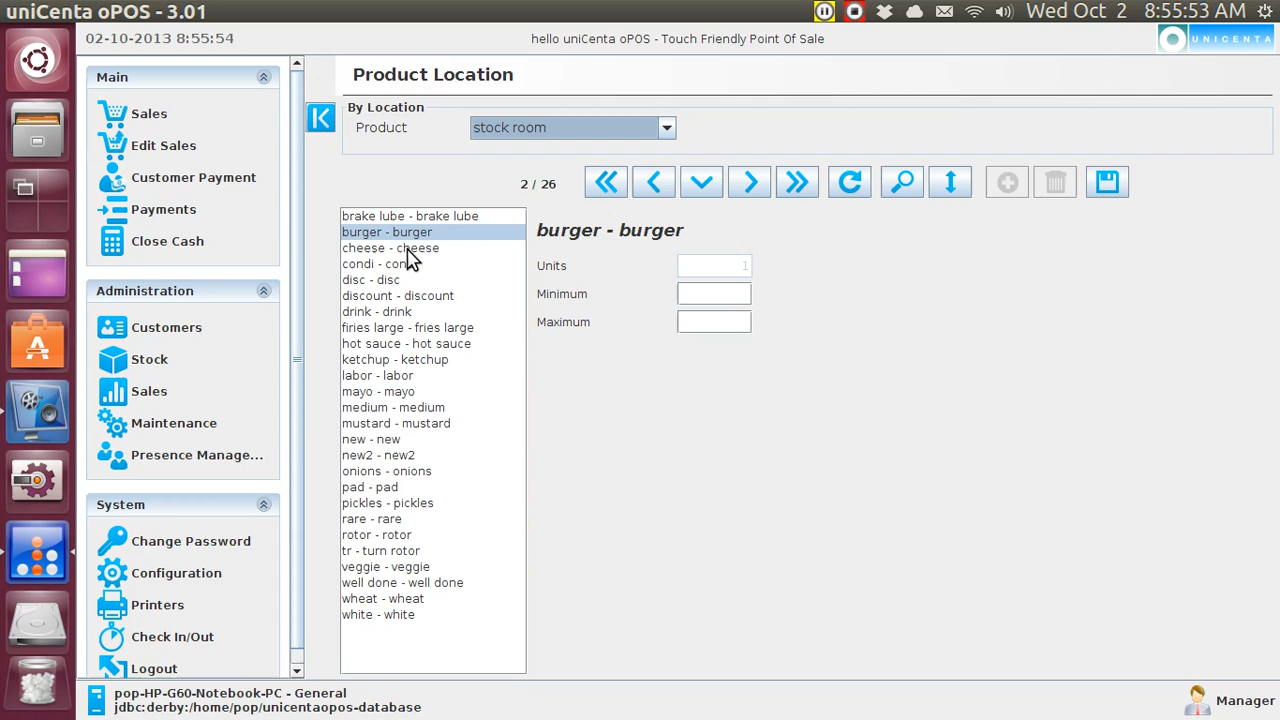 uniCenta oPOS - 3.01
Wed Oct 2 8:55:53 AM
02-10-2013 8:55:54
hello uniCenta oPOS - Touch Friendly Point Of Sale
UNICENTA
Main
Sales
Edit Sales
Customer Payment
Payments
Close Cash
Administration
Customers
Stock
Sales
Maintenance
Presence Manage...
System
Change Password
Configuration
Printers
Check In/Out
Logout
Product Location
By Location
Product
stock room
2 / 26
brake lube - brake lube
burger - burger
cheese - cheese
condi - con
disc - disc
discount - discount
drink - drink
firies large - fries large
hot sauce - hot sauce
ketchup - ketchup
labor - labor
mayo - mayo
medium - medium
mustard - mustard
new - new
new2 - new2
onions - onions
pad - pad
pickles - pickles
rare - rare
rotor - rotor
tr - turn rotor
veggie - veggie
well done - well done
wheat - wheat
white - white
burger - burger
Units
1
Minimum
Maximum
pop-HP-G60-Notebook-PC - General
jdbc:derby:/home/pop/unicentaopos-database
Manager